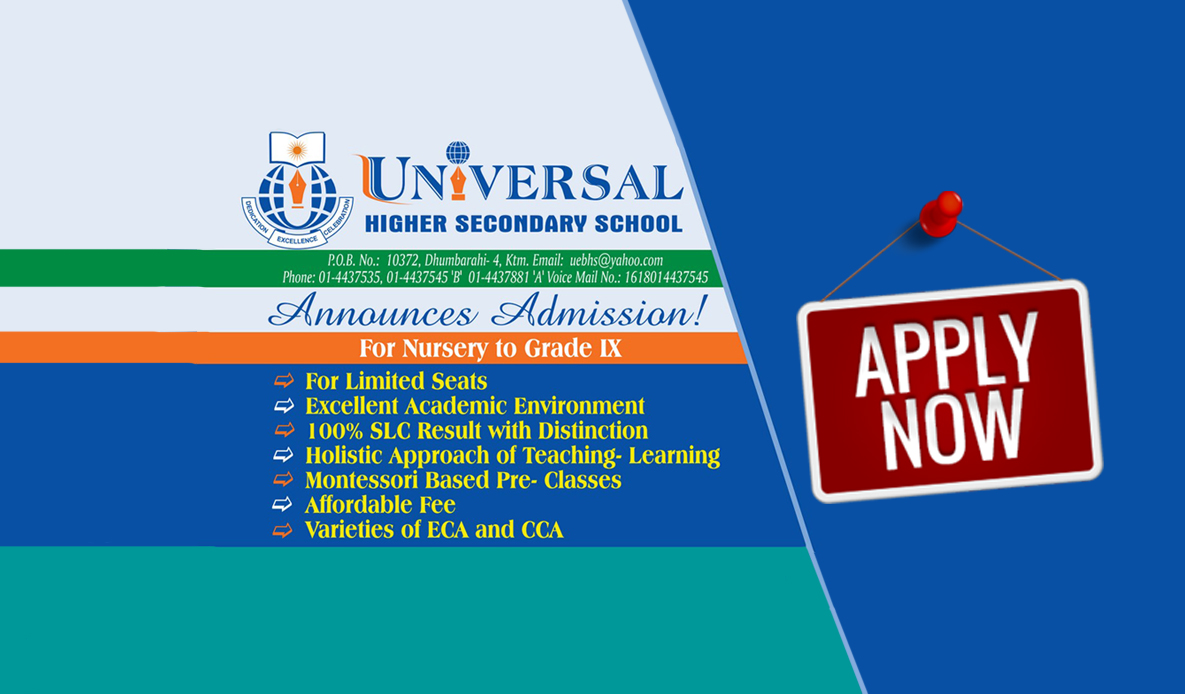 DEDICATION
EXCELLENCE
CELEBRATION
UNIVERSAL
HIGHER SECONDARY SCHOOL
P.O.B. No.: 10372, Dhumbarahi- 4, Ktm. Email: uebhs@yahoo.com
Phone: 01-4437535, 01-4437545 'B' 01-4437881 'A' Voice Mail No.: 1618014437545
Announces Admission!
For Nursery to Grade IX
For Limited Seats
Excellent Academic Environment
100% SLC Result with Distinction
Holistic Approach of Teaching- Learning
Montessori Based Pre- Classes
Affordable Fee
Varieties of ECA and CCA
APPLY
NOW